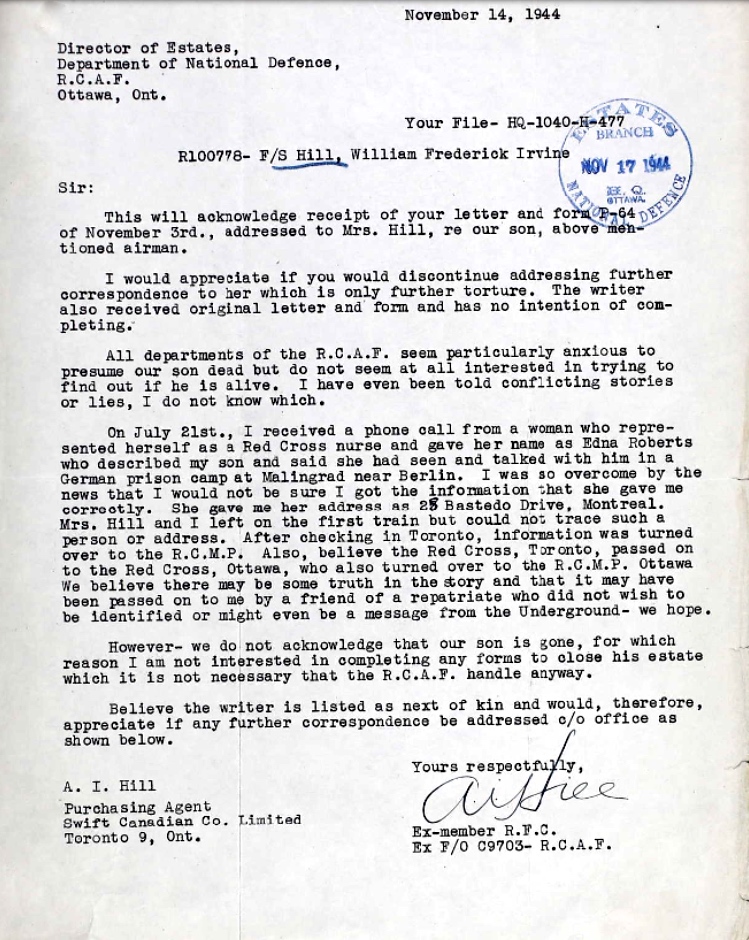 November 14, 1944
Director of Estates,
Department of National Defence,
R.C.A.F.
Ottawa, Ont.
Your File- HQ-1040-H-477
ESTATES
BRANCH
NOV 17 1944
H. Q.
OTTAWA.
NATIONAL DEFENCE
R100778- F/S Hill, William Frederick Irvine
Sir:
This will acknowledge receipt of your letter and form P-64
of November 3rd., addressed to Mrs. Hill, re our son, above men-
tioned airman.
I would appreciate if you would discontinue addressing further
correspondence to her which is only further torture. The writer
also received original letter and form and has no intention of com-
pleting.
All departments of the R.C.A.F. seem particularly anxious to
presume our son dead but do not seem at all interested in trying to
find out if he is alive. I have even been told conflicting stories
or lies, I do not know which.
On July 21st., I received a phone call from a woman who repre-
sented herself as a Red Cross nurse and gave her name as Edna Roberts
who described my son and said she had seen and talked with him in a
German prison camp at Malingrad near Berlin. I was so overcome by the
news that I would not be sure I got the information that she gave me
correctly. She gave me her address as 28 Bastedo Drive, Montreal.
Mrs. Hill and I left on the first train but could not trace such a
person or address. After checking in Toronto, information was turned
over to the R.C.M.P. Also, believe the Red Cross, Toronto, passed on
to the Red Cross, Ottawa, who also turned over to the R.C.M.P. Ottawa
We believe there may be some truth in the story and that it may have
been passed on to me by a friend of a repatriate who did not wish to
be identified or might even be a message from the Underground- we hope.
However- we do not acknowledge that our son is gone, for which
reason I am not interested in completing any forms to close his estate
which it is not necessary that the R.C.A.F. handle anyway.
Believe the writer is listed as next of kin and would, therefore,
appreciate if any further correspondence be addressed c/o office as
shown below.
Yours respectfully,
A I Hill
Ex-member R.F.C.
Ex F/O C9703- R.C.A.F.
A. I. Hill
Purchasing Agent
Swift Canadian Co. Limited
Toronto 9, Ont.